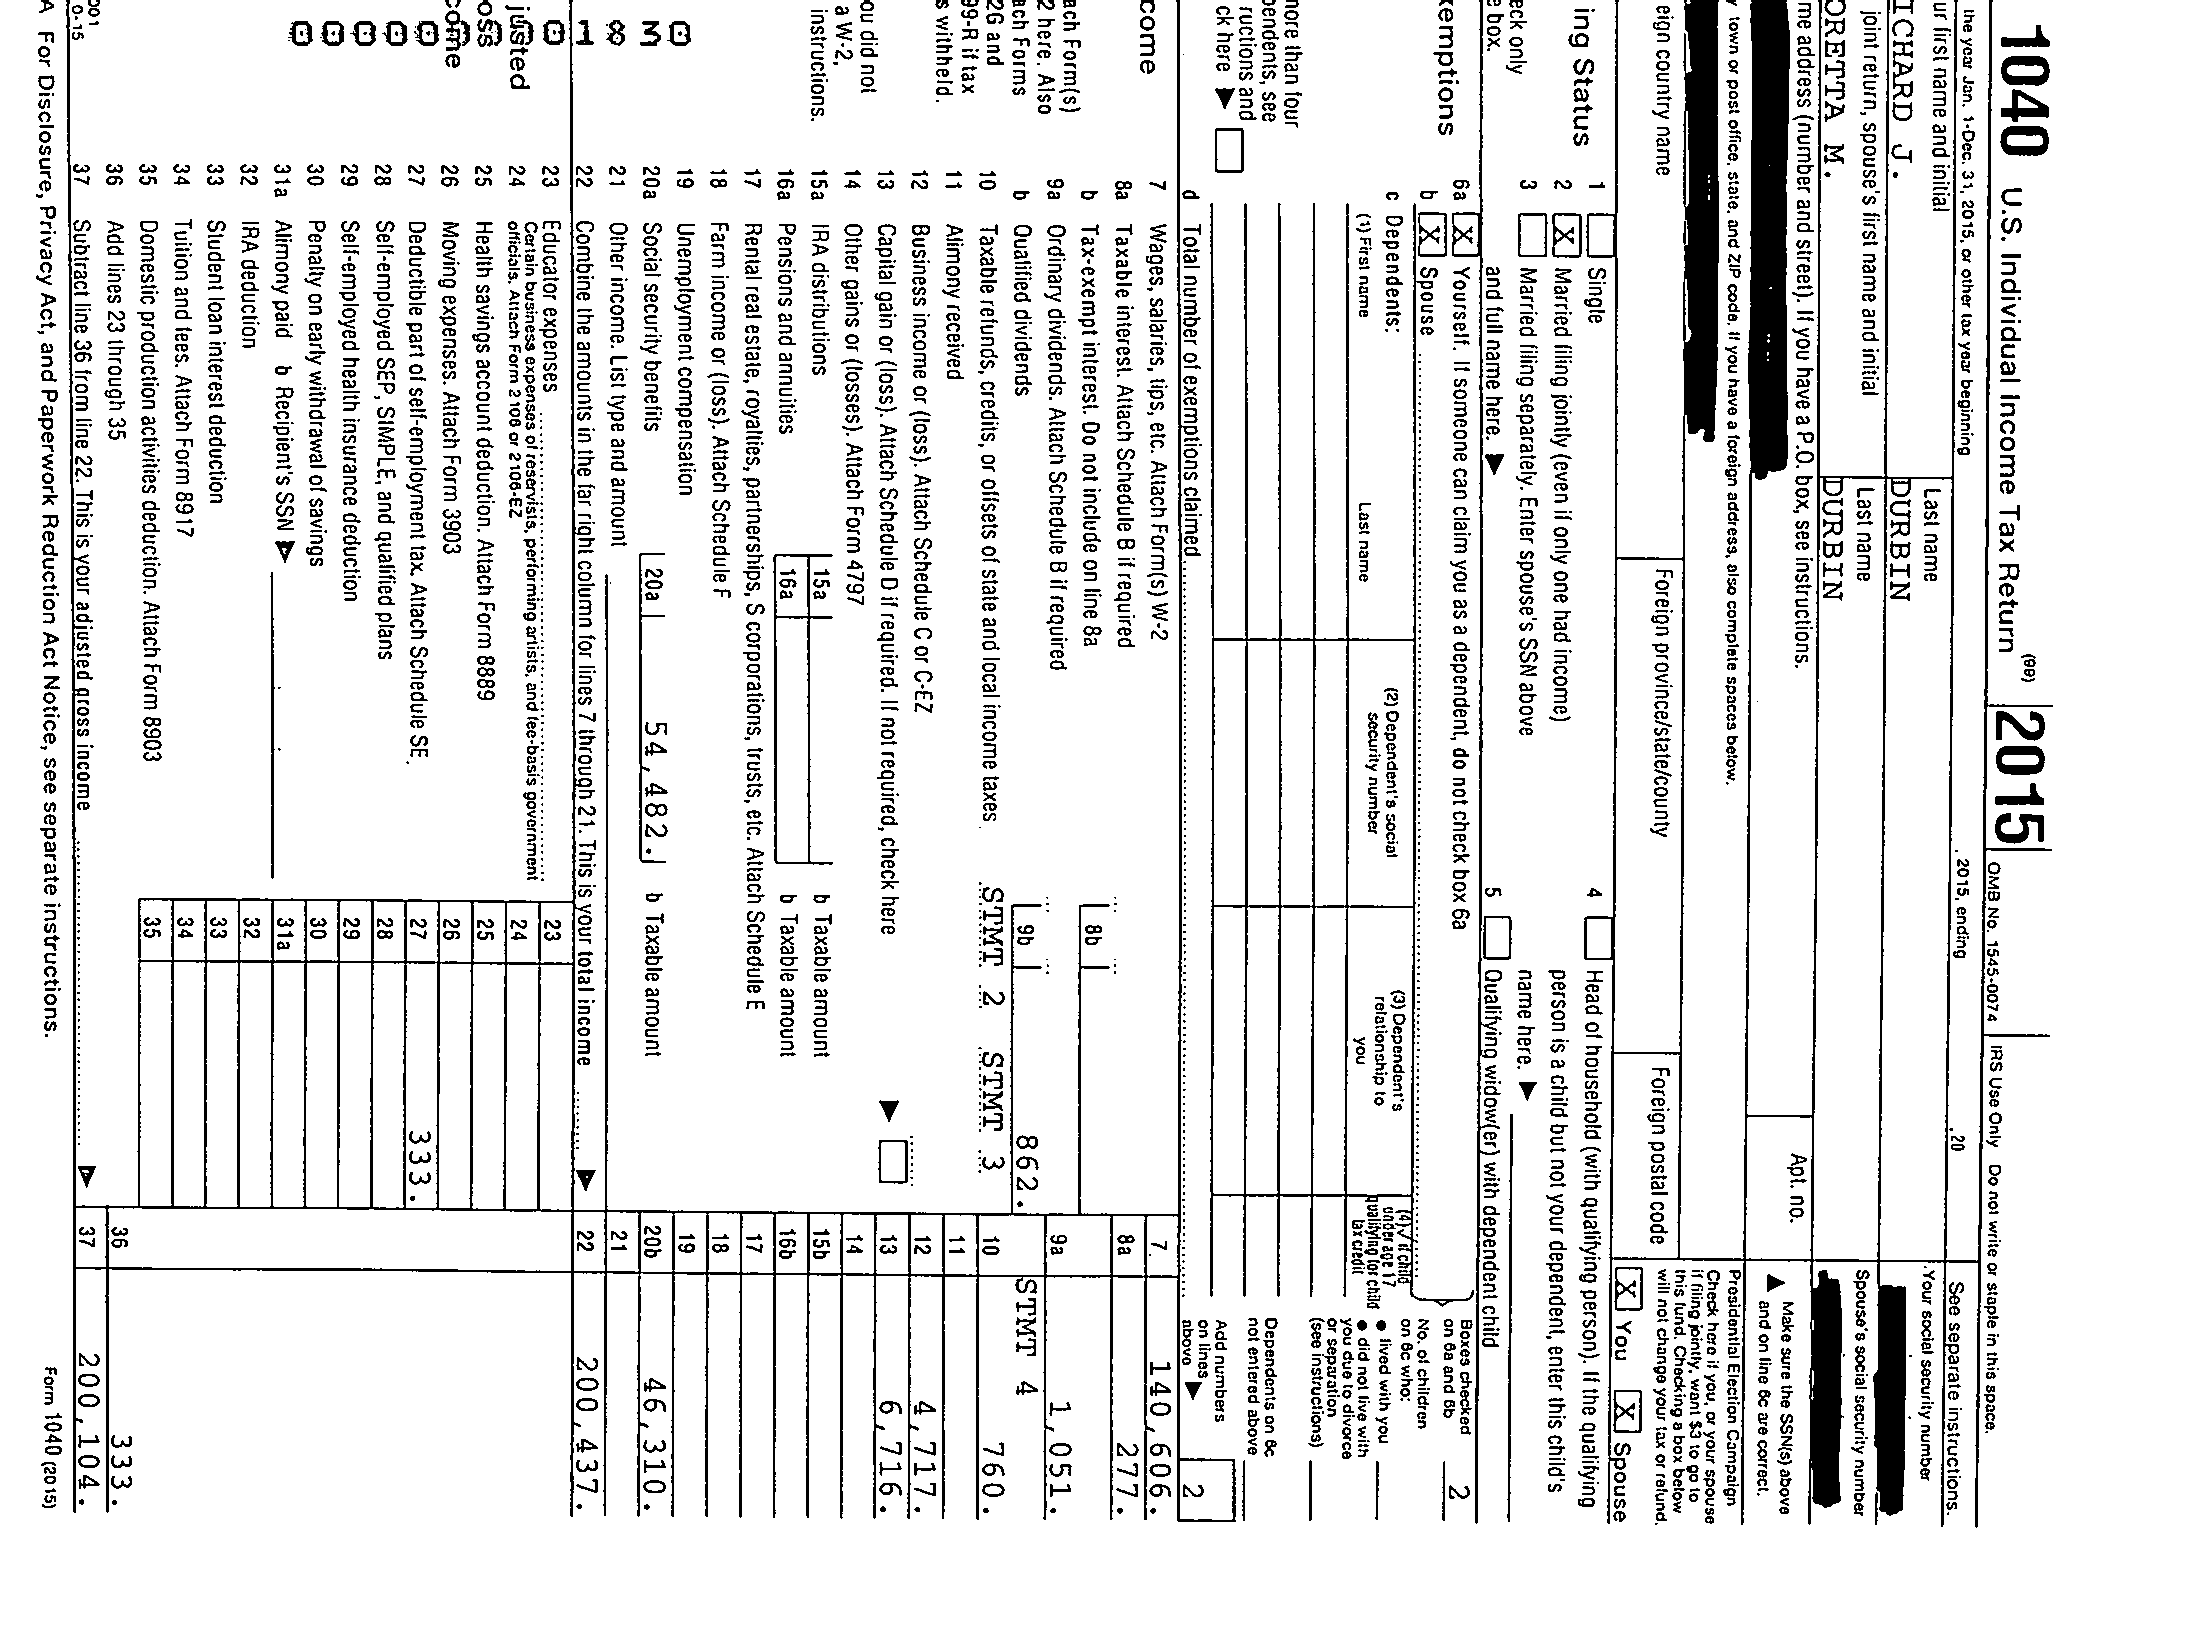 1040 U.S. Individual Income Tax Return (99) 2015 OMB No. 1545-0074 IRS Use Only Do not write or staple in this space.
the year Jan. 1-Dec. 31, 2015, or other tax year beginning , 2015, ending , 20 See separate instructions.
ur first name and initial Last name Your social security number
ICHARD J. DURBIN
joint return, spouse's first name and initial Last name Spouse's social security number
ORETTA M. DURBIN
me address (number and street). If you have a P.O. box, see instructions. Apt. no. ▲ Make sure the SSN(s) above and on line 6c are correct.
y town or post office, state, and ZIP code. If you have a foreign address, also complete spaces below.
Presidential Election Campaign
Check here if you, or your spouse
if filing jointly, want $3 to go to
this fund. Checking a box below
will not change your tax or refund.
eign country name Foreign province/state/county Foreign postal code X You X Spouse
ing Status
eck only
e box.
1 Single
2 X Married filing jointly (even if only one had income)
3 Married filing separately. Enter spouse's SSN above
and full name here. ►
4 Head of household (with qualifying person). If the qualifying
person is a child but not your dependent, enter this child's
name here. ►
5 Qualifying widow(er) with dependent child
xemptions
6a X Yourself. If someone can claim you as a dependent, do not check box 6a
b X Spouse
Boxes checked
on 6a and 6b 2
c Dependents:
(1) First name Last name
(2) Dependent's social
security number
(3) Dependent's
relationship to
you
(4) √ if child
under age 17
qualifying for child
tax credit
No. of children
on 6c who:
● lived with you
● did not live with
you due to divorce
or separation
(see instructions)
Dependents on 6c
not entered above
more than four
pendents, see
ructions and
ck here ►
d Total number of exemptions claimed
Add numbers
on lines
above ► 2
come
7 Wages, salaries, tips, etc. Attach Form(s) W-2 7 140,606.
8a Taxable interest. Attach Schedule B if required 8a 277.
b Tax-exempt interest. Do not include on line 8a 8b
9a Ordinary dividends. Attach Schedule B if required 9a 1,051.
b Qualified dividends 9b 862. STMT 4
10 Taxable refunds, credits, or offsets of state and local income taxes STMT 2 STMT 3 10 760.
11 Alimony received 11
12 Business income or (loss). Attach Schedule C or C-EZ 12 4,717.
13 Capital gain or (loss). Attach Schedule D if required. If not required, check here ► 13 6,716.
14 Other gains or (losses). Attach Form 4797 14
15a IRA distributions 15a b Taxable amount 15b
16a Pensions and annuities 16a b Taxable amount 16b
17 Rental real estate, royalties, partnerships, S corporations, trusts, etc. Attach Schedule E 17
18 Farm income or (loss). Attach Schedule F 18
19 Unemployment compensation 19
20a Social security benefits 20a 54,482. b Taxable amount 20b 46,310.
21 Other income. List type and amount 21
22 Combine the amounts in the far right column for lines 7 through 21. This is your total income ► 22 200,437.
ach Form(s)
2 here. Also
ach Forms
2G and
99-R if tax
s withheld.
ou did not
a W-2,
instructions.
justed
oss
come
000000001830
23 Educator expenses 23
24 Certain business expenses of reservists, performing artists, and fee-basis government
officials. Attach Form 2106 or 2106-EZ 24
25 Health savings account deduction. Attach Form 8889 25
26 Moving expenses. Attach Form 3903 26
27 Deductible part of self-employment tax. Attach Schedule SE 27 333.
28 Self-employed SEP, SIMPLE, and qualified plans 28
29 Self-employed health insurance deduction 29
30 Penalty on early withdrawal of savings 30
31a Alimony paid b Recipient's SSN ► 31a
32 IRA deduction 32
33 Student loan interest deduction 33
34 Tuition and fees. Attach Form 8917 34
35 Domestic production activities deduction. Attach Form 8903 35
36 Add lines 23 through 35 36 333.
37 Subtract line 36 from line 22. This is your adjusted gross income ► 37 200,104.
001
0-15
A For Disclosure, Privacy Act, and Paperwork Reduction Act Notice, see separate instructions. Form 1040 (2015)